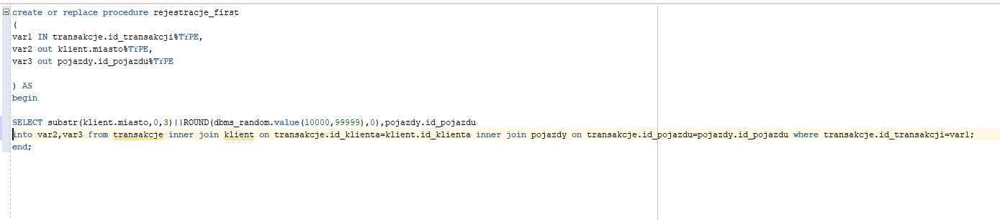 create or replace procedure rejestracje_first
(
var1 IN transakcje.id_transakcji%TYPE,
var2 out klient.miasto%TYPE,
var3 out pojazdy.id_pojazdu%TYPE
) AS
begin
SELECT substr(klient.miasto,0,3)||ROUND(dbms_random.value(10000,99999),0),pojazdy.id_pojazdu
into var2,var3 from transakcje inner join klient on transakcje.id_klienta=klient.id_klienta inner join pojazdy on transakcje.id_pojazdu=pojazdy.id_pojazdu where transakcje.id_transakcji=var1;
end;